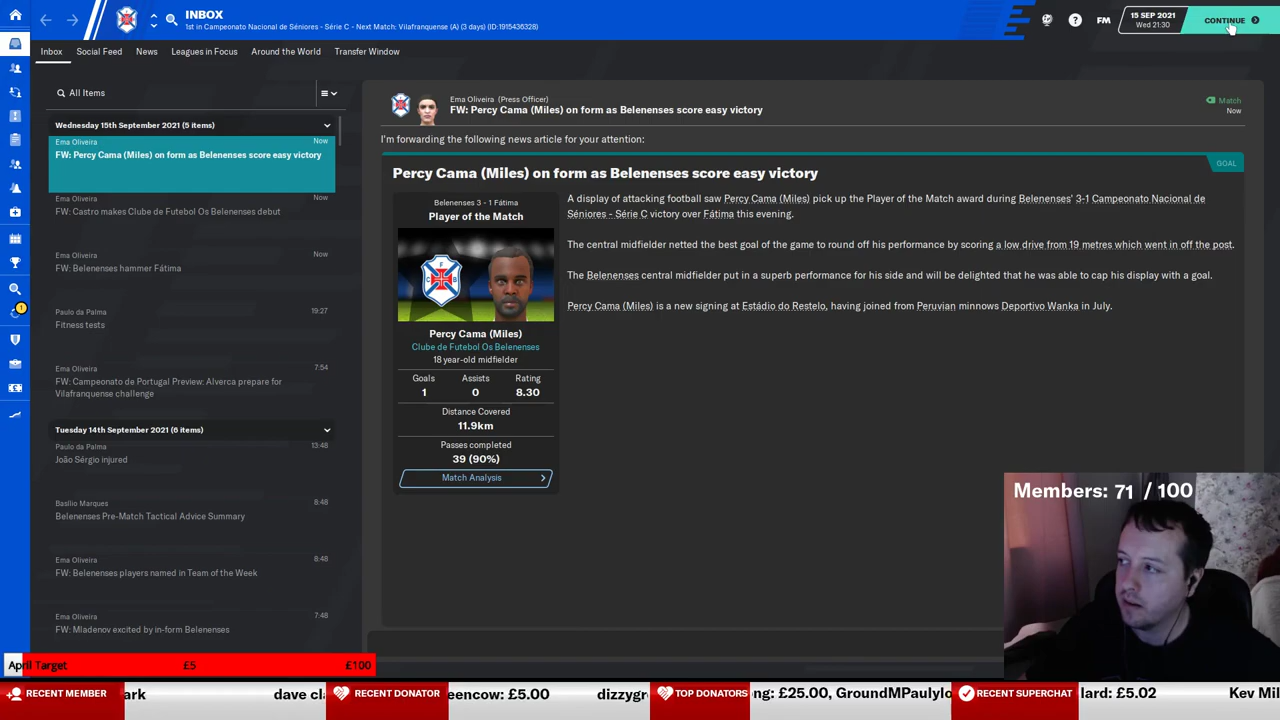 INBOX
1st in Campeonato Nacional de Séniores - Série C - Next Match: Vilafranquense (A) (3 days) (ID:1915436328)
?
FM
15 SEP 2021
Wed 21:30
CONTINUE
Inbox
Social Feed
News
Leagues in Focus
Around the World
Transfer Window
All Items
Wednesday 15th September 2021 (5 items)
Ema Oliveira
Now
FW: Percy Cama (Miles) on form as Belenenses score easy victory
Ema Oliveira
Now
FW: Castro makes Clube de Futebol Os Belenenses debut
Ema Oliveira
Now
FW: Belenenses hammer Fátima
Paulo da Palma
19:27
Fitness tests
Ema Oliveira
7:54
FW: Campeonato de Portugal Preview: Alverca prepare for
Vilafranquense challenge
Tuesday 14th September 2021 (6 items)
Paulo da Palma
13:48
João Sérgio injured
Basílio Marques
8:48
Belenenses Pre-Match Tactical Advice Summary
Ema Oliveira
8:48
FW: Belenenses players named in Team of the Week
Ema Oliveira
7:48
FW: Mladenov excited by in-form Belenenses
Ema Oliveira (Press Officer)
FW: Percy Cama (Miles) on form as Belenenses score easy victory
Match
Now
I'm forwarding the following news article for your attention:
GOAL
Percy Cama (Miles) on form as Belenenses score easy victory
Belenenses 3 - 1 Fátima
Player of the Match
Percy Cama (Miles)
Clube de Futebol Os Belenenses
18 year-old midfielder
Goals
Assists
Rating
1
0
8.30
Distance Covered
11.9km
Passes completed
39 (90%)
Match Analysis
A display of attacking football saw Percy Cama (Miles) pick up the Player of the Match award during Belenenses' 3-1 Campeonato Nacional de
Séniores - Série C victory over Fátima this evening.
The central midfielder netted the best goal of the game to round off his performance by scoring a low drive from 19 metres which went in off the post.
The Belenenses central midfielder put in a superb performance for his side and will be delighted that he was able to cap his display with a goal.
Percy Cama (Miles) is a new signing at Estádio do Restelo, having joined from Peruvian minnows Deportivo Wanka in July.
Members: 71 / 100
April Target
£5
£100
RECENT MEMBER
ark
dave cl
RECENT DONATOR
eencow: £5.00
dizzygr
TOP DONATORS
ng: £25.00, GroundMPaulylo
RECENT SUPERCHAT
lard: £5.02
Kev Mil